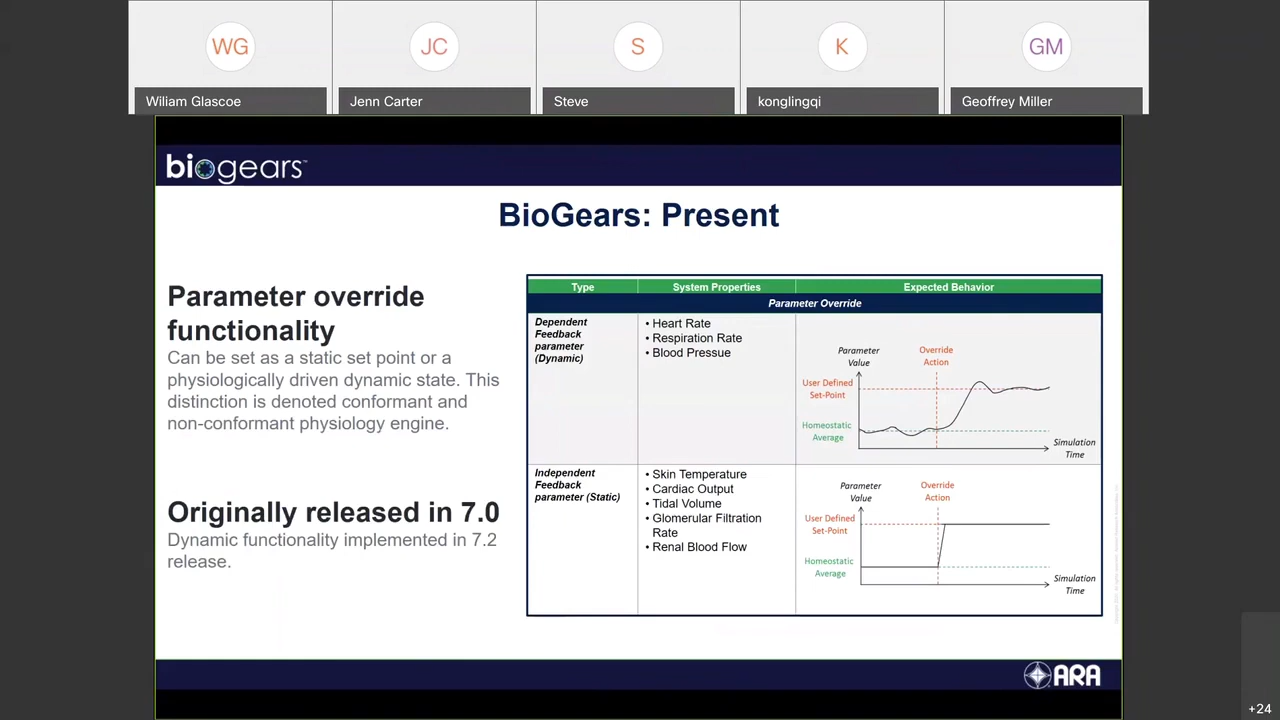 WG
JC
S
K
GM
Wiliam Glascoe
Jenn Carter
Steve
konglingqi
Geoffrey Miller
biogears™
BioGears: Present
Parameter override
functionality
Can be set as a static set point or a
physiologically driven dynamic state. This
distinction is denoted conformant and
non-conformant physiology engine.
Originally released in 7.0
Dynamic functionality implemented in 7.2
release.
Type
System Properties
Expected Behavior
Parameter Override
Dependent
Feedback
parameter
(Dynamic)
• Heart Rate
• Respiration Rate
• Blood Pressue
Parameter
Value
Override
Action
User Defined
Set-Point
Homeostatic
Average
Simulation
Time
Independent
Feedback
parameter (Static)
• Skin Temperature
• Cardiac Output
• Tidal Volume
• Glomerular Filtration
Rate
• Renal Blood Flow
Parameter
Value
Override
Action
User Defined
Set-Point
Homeostatic
Average
Simulation
Time
ARA
+24